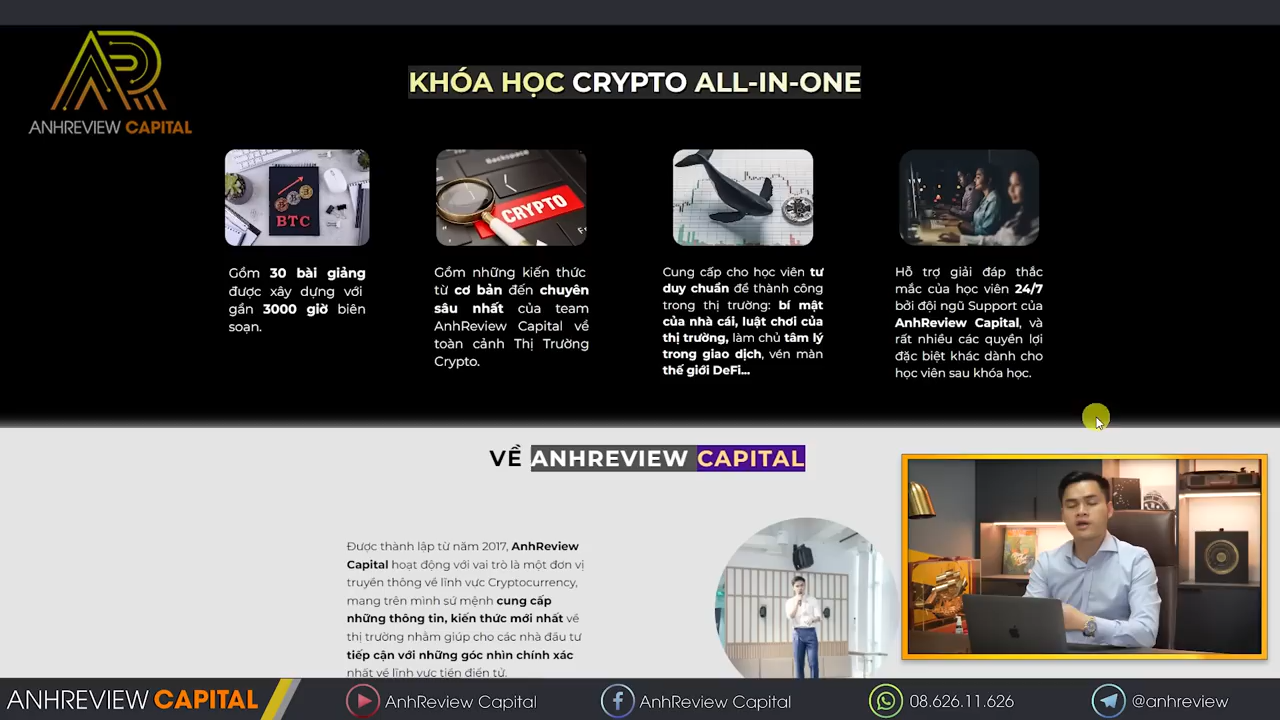 ANHREVIEW CAPITAL
KHÓA HỌC CRYPTO ALL-IN-ONE
BTC
Backspace
CRYPTO
Gồm 30 bài giảng
được xây dựng với
gần 3000 giờ biên
soạn.
Gồm những kiến thức
từ cơ bản đến chuyên
sâu nhất của team
AnhReview Capital về
toàn cảnh Thị Trường
Crypto.
Cung cấp cho học viên tư
duy chuẩn để thành công
trong thị trường: bí mật
của nhà cái, luật chơi của
thị trường, làm chủ tâm lý
trong giao dịch, vén màn
thế giới DeFi...
Hỗ trợ giải đáp thắc
mắc của học viên 24/7
bởi đội ngũ Support của
AnhReview Capital, và
rất nhiều các quyền lợi
đặc biệt khác dành cho
học viên sau khóa học.
VỀ ANHREVIEW CAPITAL
Được thành lập từ năm 2017, AnhReview
Capital hoạt động với vai trò là một đơn vị
truyền thông về lĩnh vực Cryptocurrency,
mang trên mình sứ mệnh cung cấp
những thông tin, kiến thức mới nhất về
thị trường nhằm giúp cho các nhà đầu tư
tiếp cận với những góc nhìn chính xác
nhất về lĩnh vực tiền điện tử.
ANHREVIEW CAPITAL
AnhReview Capital
AnhReview Capital
08.626.11.626
@anhreview